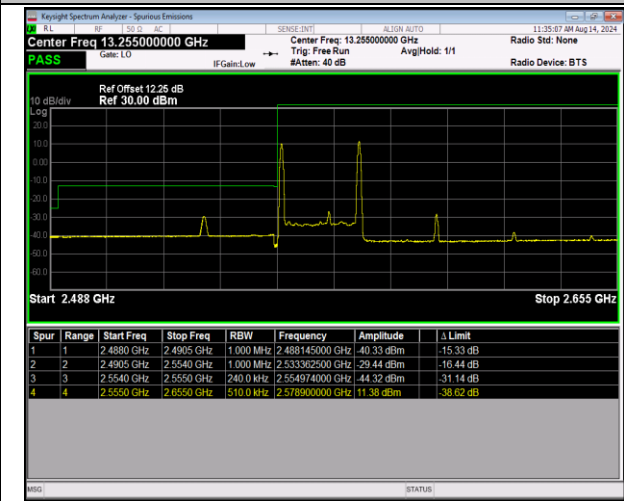 Keysight Spectrum Analyzer - Spurious Emissions
RL RF 50 Ω AC SENSE:INT ALIGN AUTO 11:35:07 AM Aug 14, 2024
Center Freq 13.255000000 GHz Center Freq: 13.255000000 GHz Radio Std: None
PASS Gate: LO IFGain:Low Trig: Free Run Avg|Hold: 1/1
#Atten: 40 dB Radio Device: BTS
Ref Offset 12.25 dB
10 dB/div Ref 30.00 dBm
Log
20.0
10.0
0.00
-10.0
-20.0
-30.0
-40.0
-50.0
-60.0
Start 2.488 GHz Stop 2.655 GHz
Spur Range Start Freq Stop Freq RBW Frequency Amplitude Δ Limit
1 1 2.4880 GHz 2.4905 GHz 1.000 MHz 2.488145000 GHz -40.33 dBm -15.33 dB
2 2 2.4905 GHz 2.5540 GHz 1.000 MHz 2.533362500 GHz -29.44 dBm -16.44 dB
3 3 2.5540 GHz 2.5550 GHz 240.0 kHz 2.554974000 GHz -44.32 dBm -31.14 dB
4 4 2.5550 GHz 2.6550 GHz 510.0 kHz 2.578900000 GHz 11.38 dBm -38.62 dB
MSG STATUS